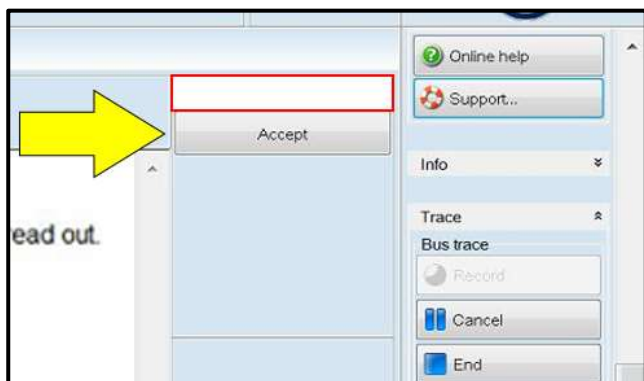 Online help
Support...
Accept
Info
ead out.
Trace
Bus trace
Record
Cancel
End